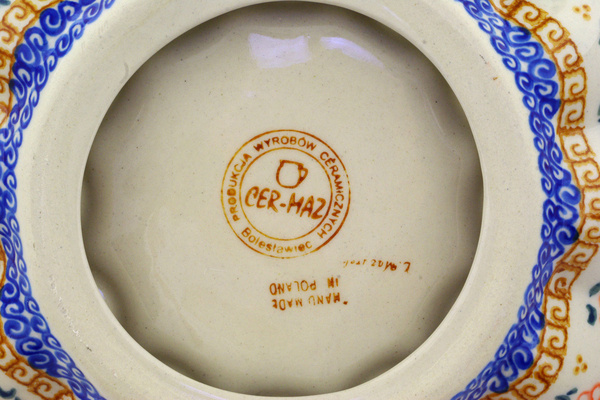 PRODUKCJA WYROBÓW CERAMICZNYCH
CER-MAZ
Bolesławiec
HAND MADE
IN POLAND